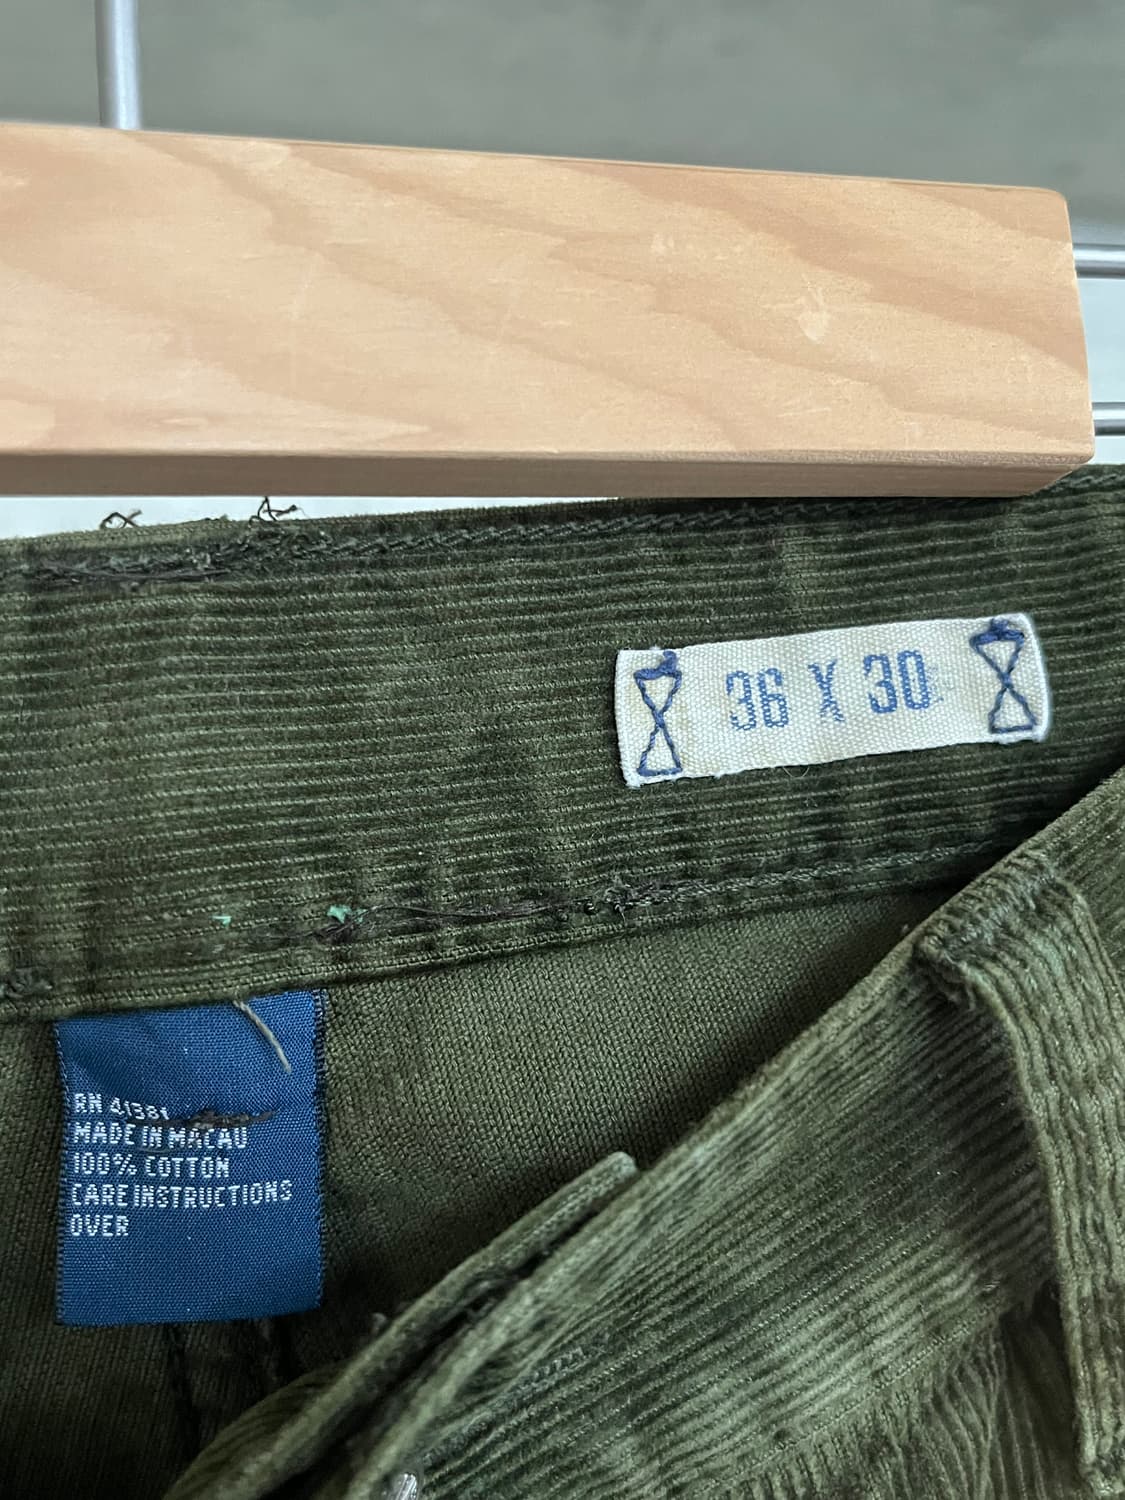 36 X 30
RN 41381
MADE IN MACAU
100% COTTON
CARE INSTRUCTIONS
OVER